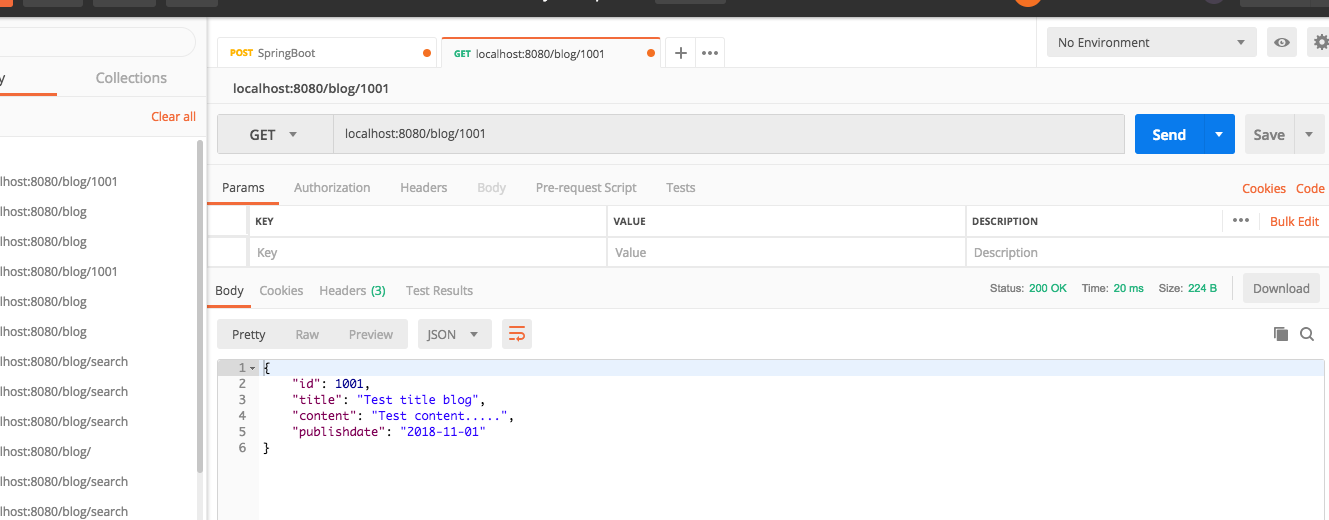 POST SpringBoot
GET localhost:8080/blog/1001
No Environment
Collections
localhost:8080/blog/1001
Clear all
GET
localhost:8080/blog/1001
Send
Save
lhost:8080/blog/1001
lhost:8080/blog
lhost:8080/blog
lhost:8080/blog/1001
lhost:8080/blog
lhost:8080/blog
lhost:8080/blog/search
lhost:8080/blog/search
lhost:8080/blog/search
lhost:8080/blog/
lhost:8080/blog/search
lhost:8080/blog/search
Params Authorization Headers Body Pre-request Script Tests
Cookies Code
KEY VALUE DESCRIPTION
Bulk Edit
Key Value Description
Body Cookies Headers (3) Test Results
Status: 200 OK Time: 20 ms Size: 224 B
Download
Pretty Raw Preview JSON
1 {
2 "id": 1001,
3 "title": "Test title blog",
4 "content": "Test content.....",
5 "publishdate": "2018-11-01"
6 }